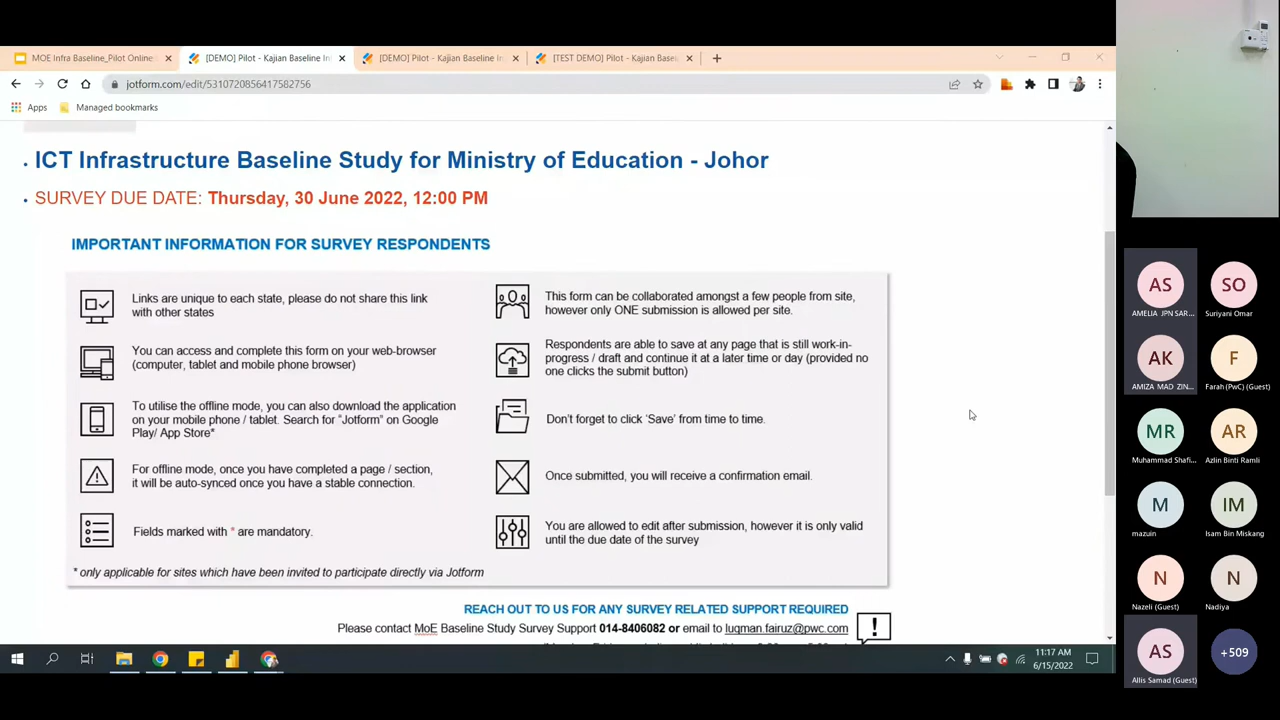 MOE Infra Baseline_Pilot Online
[DEMO] Pilot - Kajian Baseline In
[DEMO] Pilot - Kajian Baseline In
[TEST DEMO] Pilot - Kajian Basel
jotform.com/edit/5310720856417582756
Apps
Managed bookmarks
ICT Infrastructure Baseline Study for Ministry of Education - Johor
SURVEY DUE DATE: Thursday, 30 June 2022, 12:00 PM
IMPORTANT INFORMATION FOR SURVEY RESPONDENTS
Links are unique to each state, please do not share this link
with other states
You can access and complete this form on your web-browser
(computer, tablet and mobile phone browser)
To utilise the offline mode, you can also download the application
on your mobile phone / tablet. Search for "Jotform" on Google
Play/ App Store*
For offline mode, once you have completed a page / section,
it will be auto-synced once you have a stable connection.
Fields marked with * are mandatory.
This form can be collaborated amongst a few people from site,
however only ONE submission is allowed per site.
Respondents are able to save at any page that is still work-in-
progress / draft and continue it at a later time or day (provided no
one clicks the submit button)
Don't forget to click 'Save' from time to time.
Once submitted, you will receive a confirmation email.
You are allowed to edit after submission, however it is only valid
until the due date of the survey
* only applicable for sites which have been invited to participate directly via Jotform
REACH OUT TO US FOR ANY SURVEY RELATED SUPPORT REQUIRED
Please contact MoE Baseline Study Survey Support 014-8406082 or email to luqman.fairuz@pwc.com
!
11:17 AM
6/15/2022
AS
AMELIA JPN SAR...
SO
Suriyani Omar
AK
AMIZA MAD ZIN...
F
Farah (PwC) (Guest)
MR
Muhammad Shafi...
AR
Azlin Binti Ramli
M
mazuin
IM
Isam Bin Miskang
N
Nazeli (Guest)
N
Nadiya
AS
Allis Samad (Guest)
+509